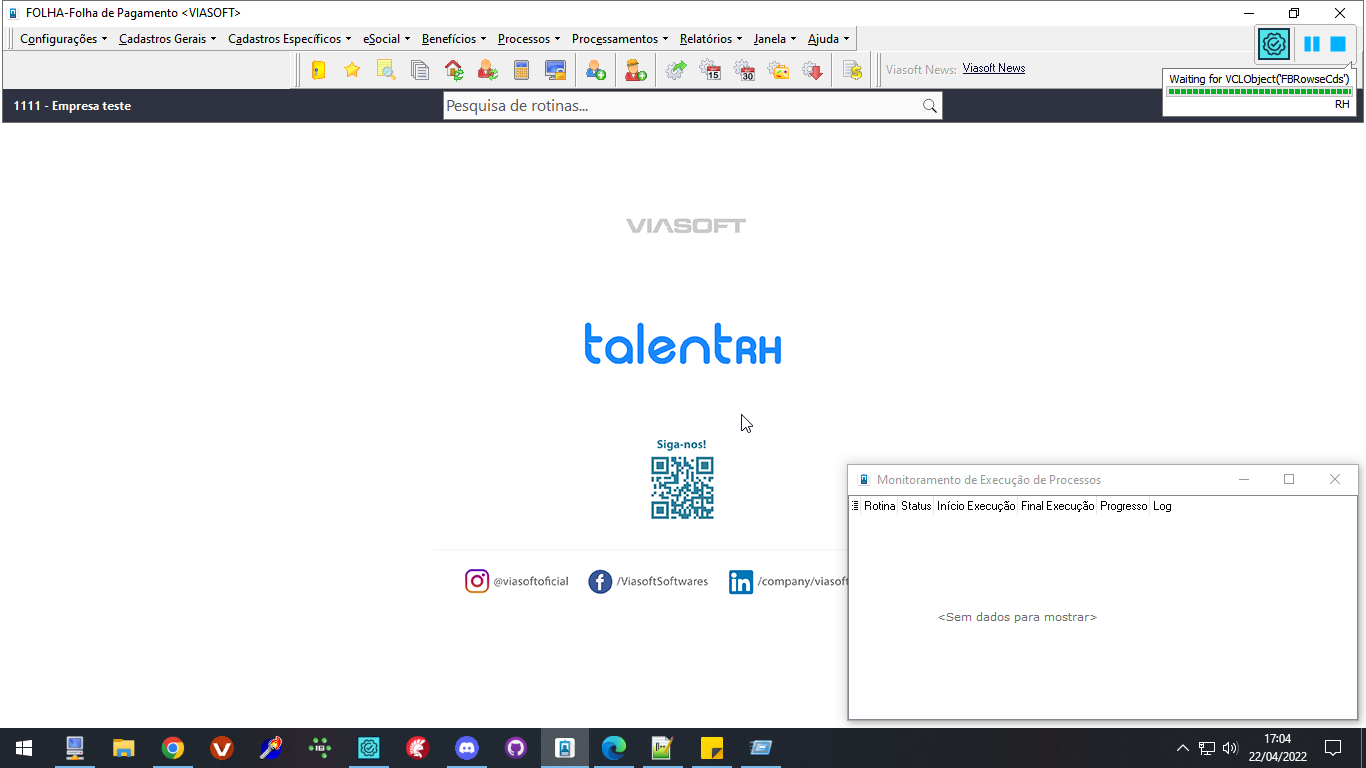 FOLHA-Folha de Pagamento <VIASOFT>
Configurações Cadastros Gerais Cadastros Específicos eSocial Benefícios Processos Processamentos Relatórios Janela Ajuda
15 30 Viasoft News: Viasoft News
Waiting for VCLObject('FBRowseCds')
RH
1111 - Empresa teste Pesquisa de rotinas...
VIASOFT
talentRH
Siga-nos!
Monitoramento de Execução de Processos
Rotina Status Início Execução Final Execução Progresso Log
<Sem dados para mostrar>
@viasoftoficial /ViasoftSoftwares /company/viasoft
17:04
22/04/2022